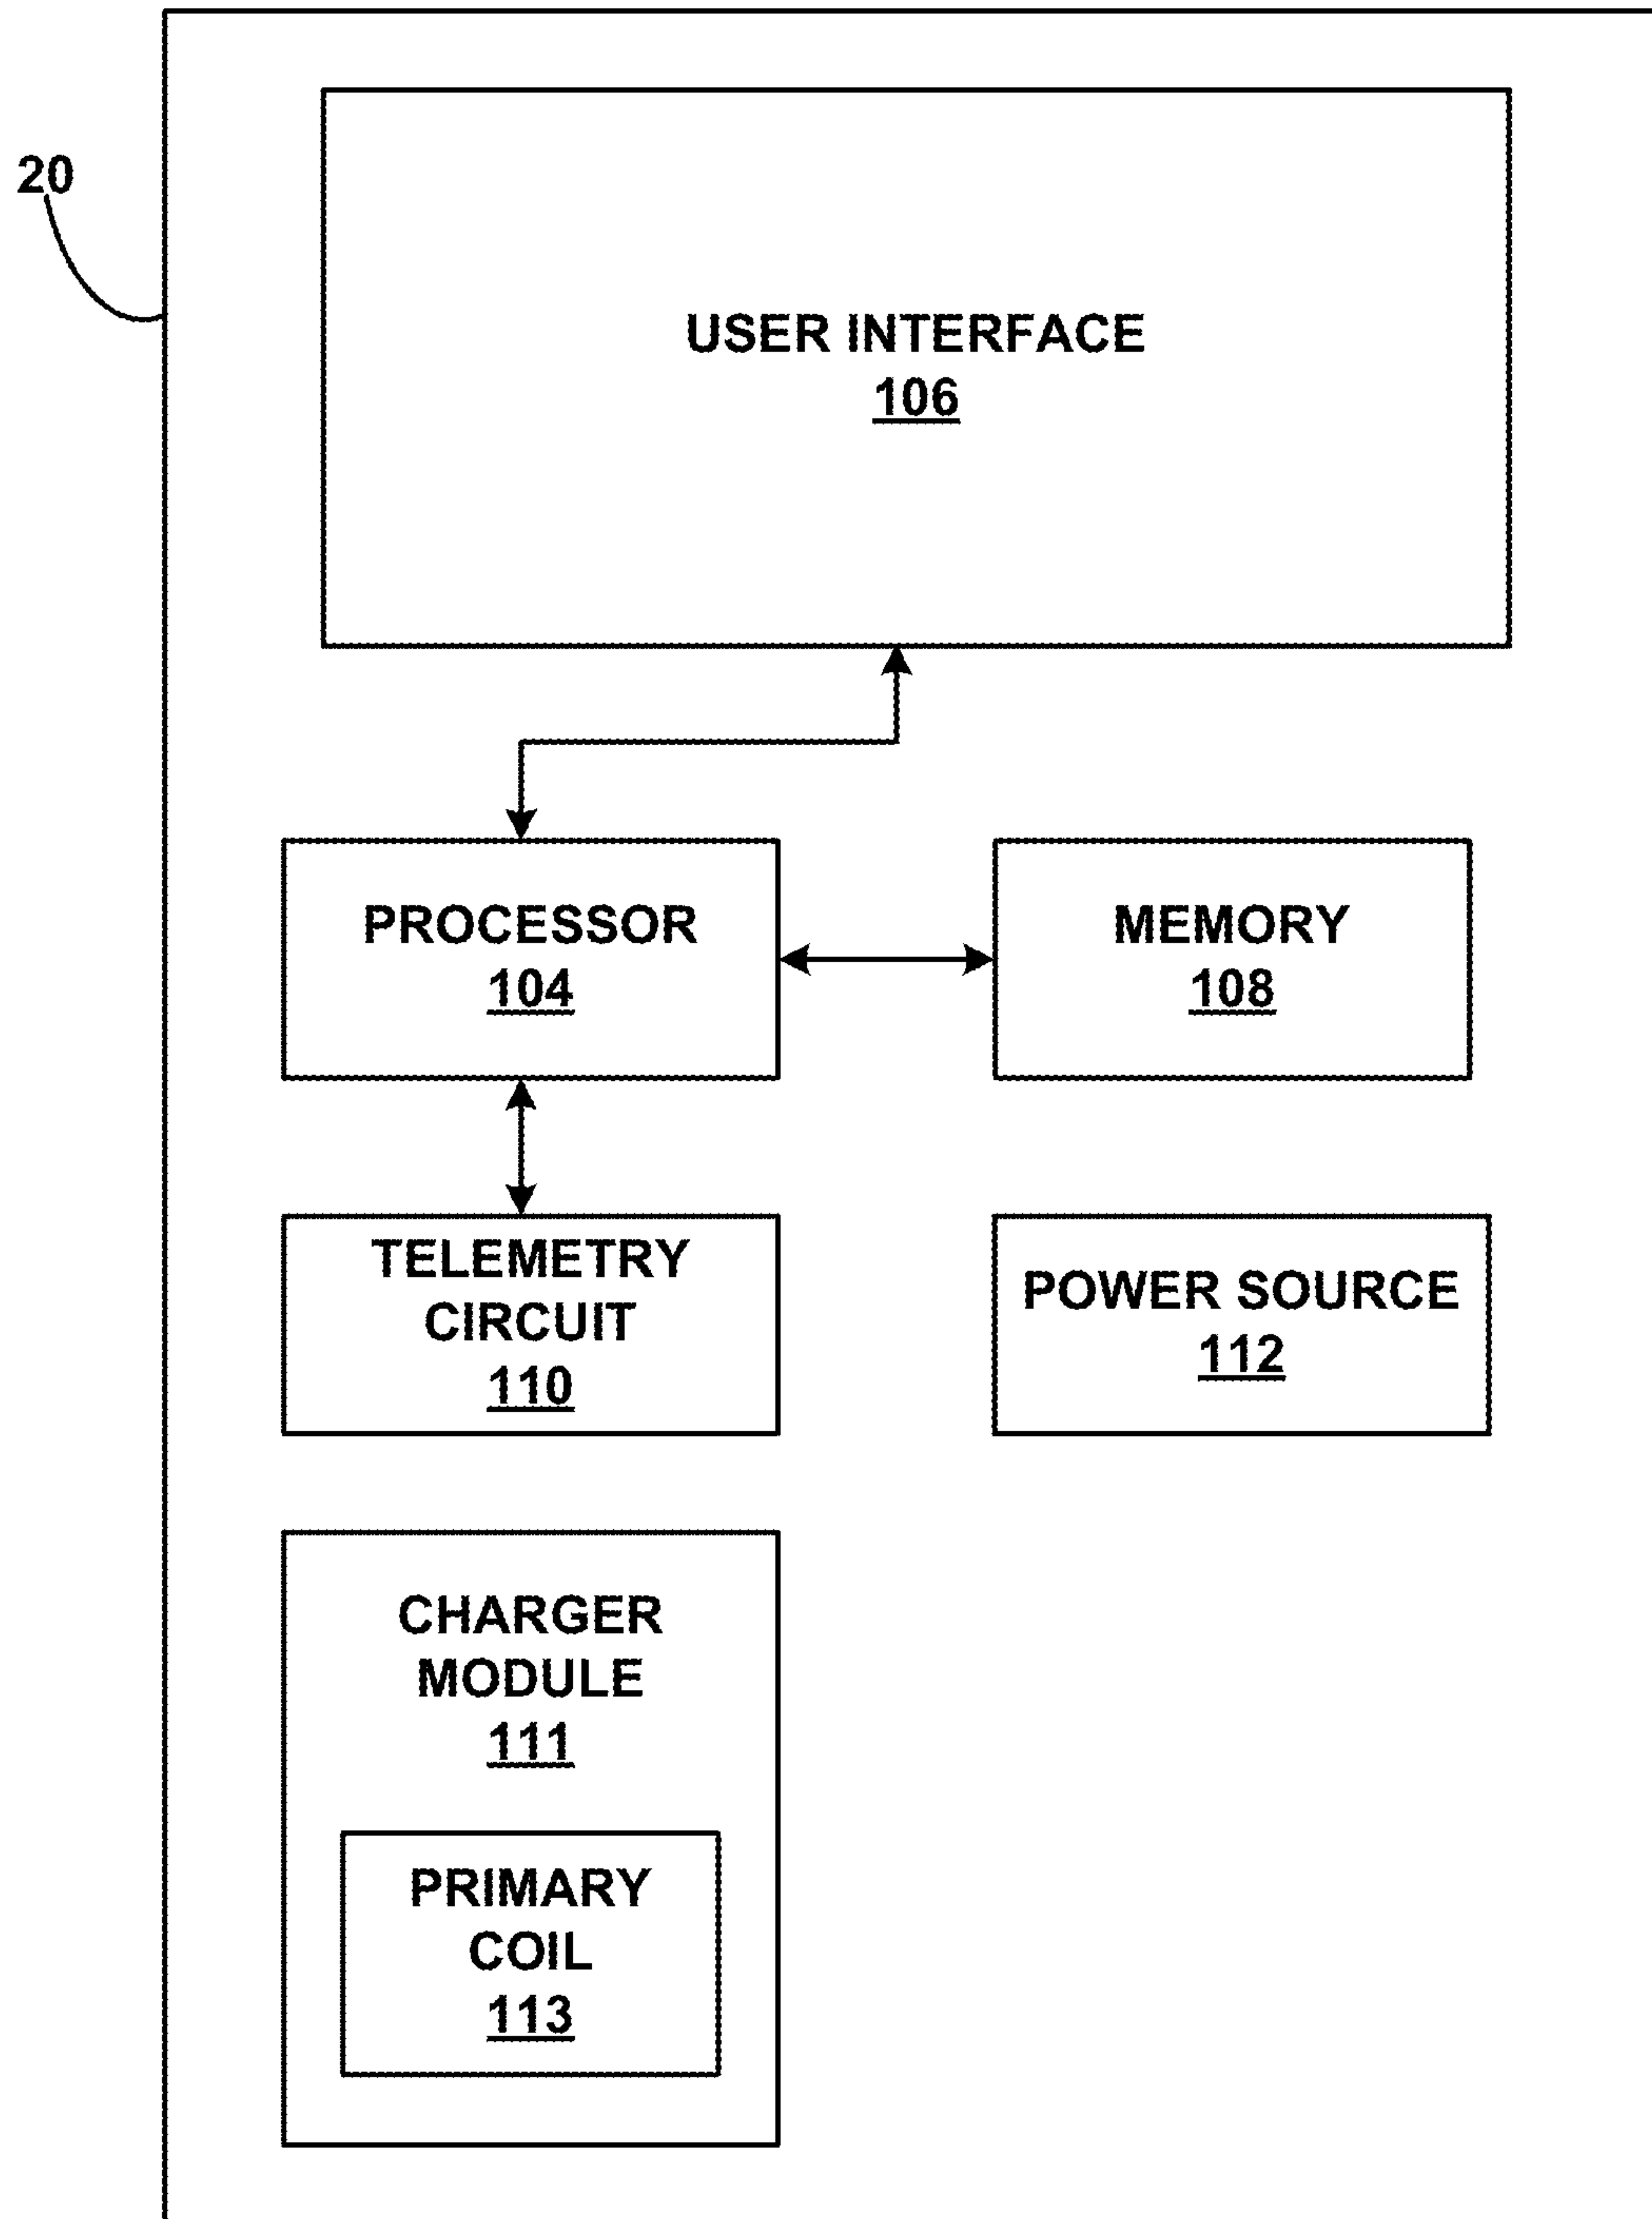 20
USER INTERFACE
106
PROCESSOR
104
MEMORY
108
TELEMETRY
CIRCUIT
110
POWER SOURCE
112
CHARGER
MODULE
111
PRIMARY
COIL
113